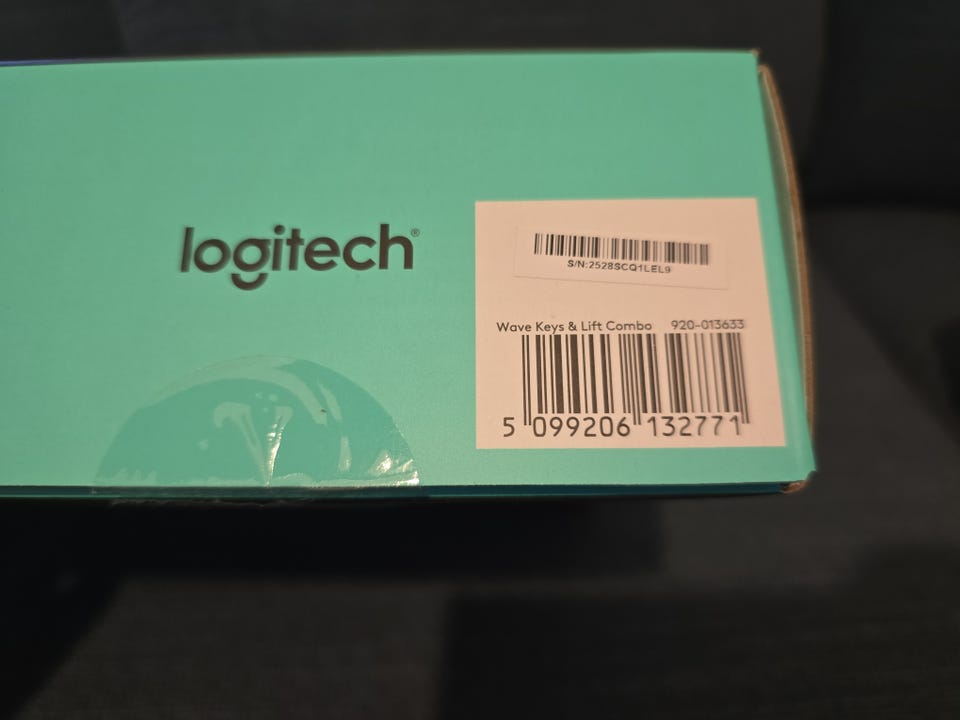 logitech®
S/N:2528SCQ1LEL9
Wave Keys & Lift Combo 920-013633
5 099206 132771